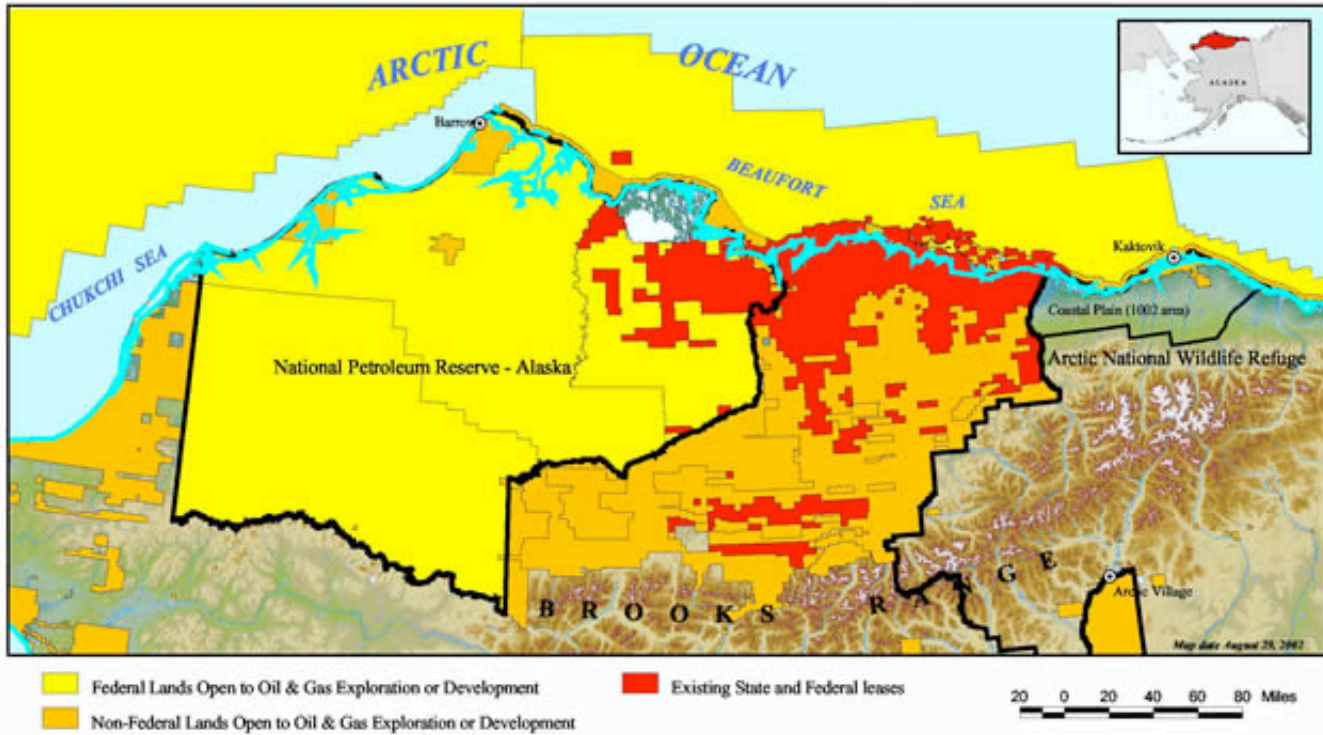 ARCTIC
OCEAN
ALASKA
Barrow
BEAUFORT
SEA
Kaktovik
CHUKCHI SEA
Coastal Plain (1002 area)
National Petroleum Reserve - Alaska
Arctic National Wildlife Refuge
BROOKS RANGE
Arctic Village
Map date August 29, 2002
Federal Lands Open to Oil & Gas Exploration or Development
Existing State and Federal leases
Non-Federal Lands Open to Oil & Gas Exploration or Development
20 0 20 40 60 80 Miles